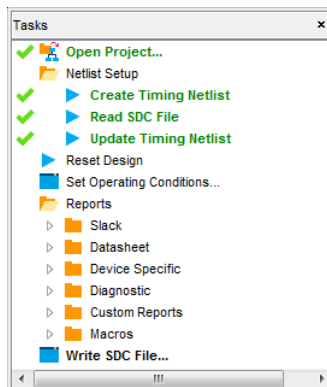 Tasks
Open Project...
Netlist Setup
Create Timing Netlist
Read SDC File
Update Timing Netlist
Reset Design
Set Operating Conditions...
Reports
Slack
Datasheet
Device Specific
Diagnostic
Custom Reports
Macros
Write SDC File...